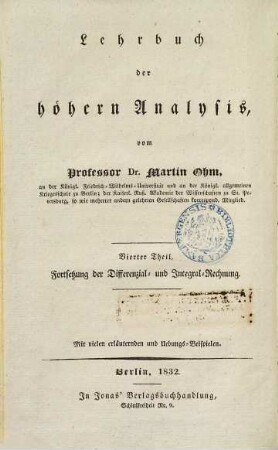 Lehrbuch
der
höhern Analysis,
vom
Professor Dr. Martin Ohm,
an der Königl. Friedrich-Wilhelms-Universität und an der Königl. allgemeinen
Kriegesschule zu Berlin; der Kaiserl. Russ. Akademie der Wissenschaften zu St. Pe-
tersburg, so wie mehrerer andern gelehrten Gesellschaften korrespond. Mitglied.
Vierter Theil.
Fortsetzung der Differenzial- und Integral-Rechnung.
Mit vielen erläuternden und Uebungs-Beispielen.
Berlin, 1832.
In Jonas' Verlagsbuchhandlung,
Schloßfreiheit No. 9.